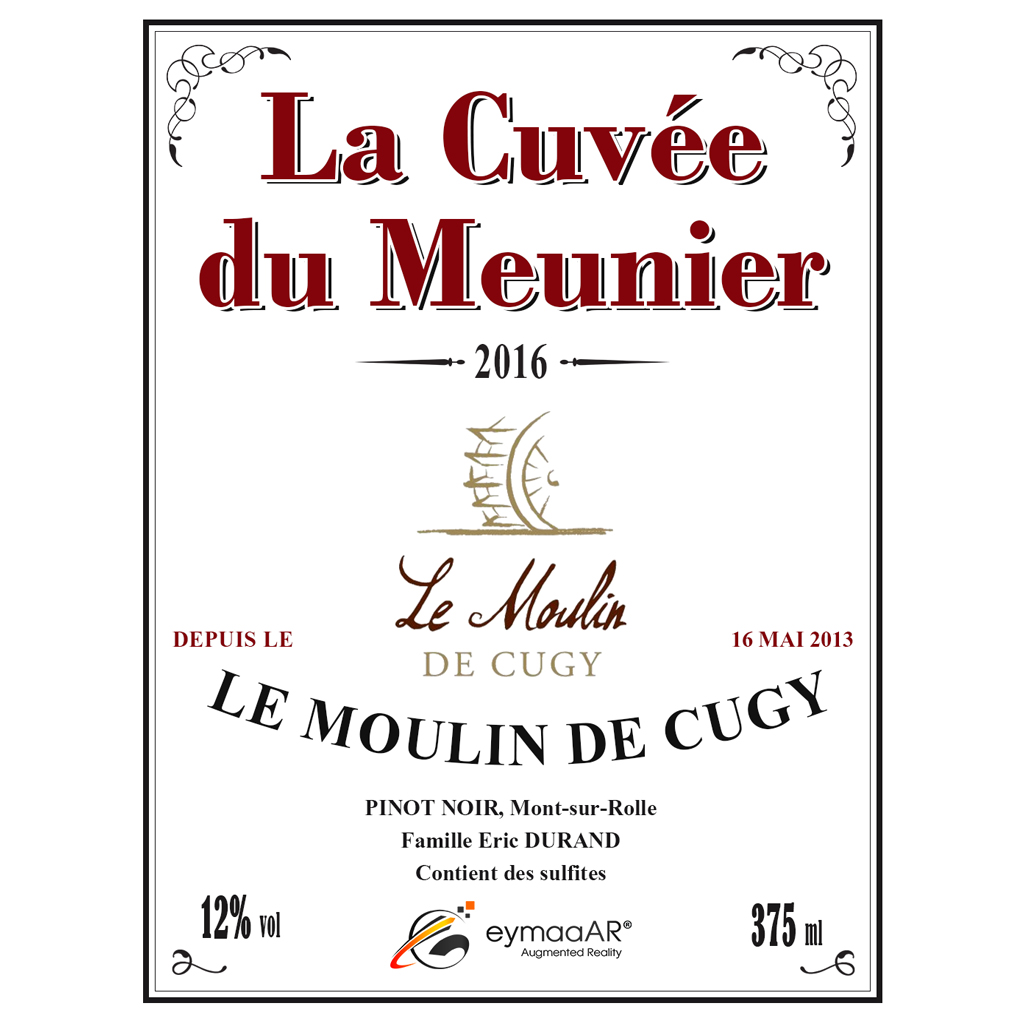 La Cuvée
du Meunier
2016
Le Moulin
DE CUGY
DEPUIS LE
16 MAI 2013
LE MOULIN DE CUGY
PINOT NOIR, Mont-sur-Rolle
Famille Eric DURAND
Contient des sulfites
12% vol
eymaaAR®
Augmented Reality
375 ml